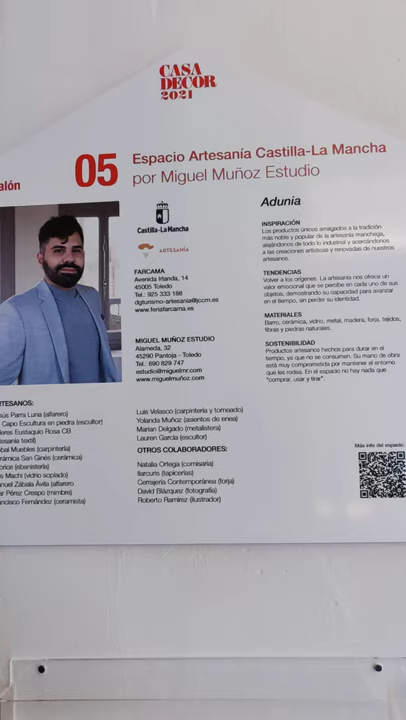 CASA
DECOR
2021
05
Espacio Artesanía Castilla-La Mancha
por Miguel Muñoz Estudio
Castilla-La Mancha
ARTESANÍA
FARCAMA
Avenida Irlanda, 14
45005 Toledo
Tel.: 925 333 188
dgturismo-artesania@jccm.es
www.feriafarcama.es
MIGUEL MUÑOZ ESTUDIO
Alameda, 32
45290 Pantoja - Toledo
Tel.: 690 829 747
estudio@miguelmr.com
www.miguelmuñoz.com
Adunia
INSPIRACIÓN
Los productos únicos arraigados a la tradición
más noble y popular de la artesanía manchega,
alejándonos de todo lo industrial y acercándonos
a las creaciones artísticas y renovadas de nuestros
artesanos.
TENDENCIAS
Volver a los orígenes. La artesanía nos ofrece un
valor emocional que se percibe en cada uno de sus
objetos, demostrando su capacidad para avanzar
en el tiempo, sin perder su identidad.
MATERIALES
Barro, cerámica, vidrio, metal, madera, forja, tejidos,
fibras y piedras naturales.
SOSTENIBILIDAD
Productos artesanos hechos para durar en el
tiempo, ya que no se consumen. Su mano de obra
está muy comprometida por mantener el entorno
que les rodea. En el espacio no hay nada que
"comprar, usar y tirar".
Parra Luna (alfarero)
Capo Escultura en piedra (escultor)
Eustaquio Rosa CB
textil)
Muebles (carpintería)
San Ginés (cerámica)
(ebanistería)
Machi (vidrio soplado)
Zábala Ávila (alfarero
Pérez Crespo (mimbre)
Fernández (ceramista)
Luis Velasco (carpintería y torneado)
Yolanda Muñoz (asientos de enea)
Marian Delgado (metalistera)
Lauren García (escultor)
OTROS COLABORADORES:
Natalia Ortega (comisaria)
Ilarcuris (tapicerías)
Cerrajería Contemporánea (forja)
David Blázquez (fotografía)
Roberto Ramírez (ilustrador)
Más info del espacio: